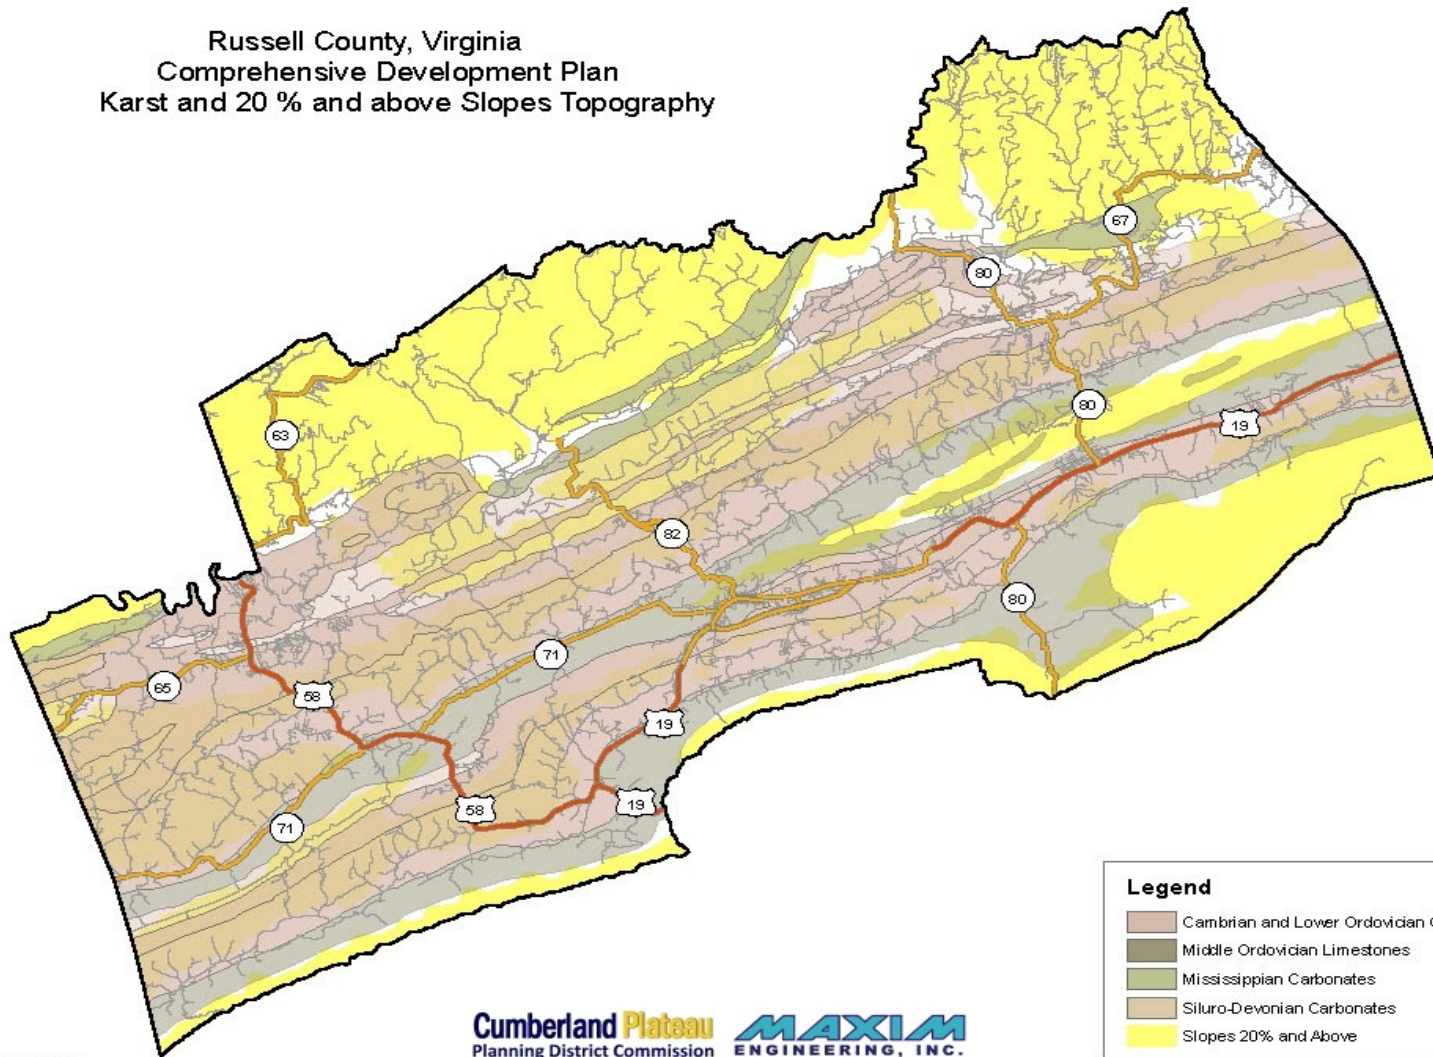 Russell County, Virginia
Comprehensive Development Plan
Karst and 20 % and above Slopes Topography
67
80
63
80
19
82
80
71
65
58
19
19
58
71
Legend
Cambrian and Lower Ordovician
Middle Ordovician Limestones
Mississippian Carbonates
Siluro-Devonian Carbonates
Slopes 20% and Above
Cumberland Plateau
Planning District Commission
MAXIM
ENGINEERING, INC.